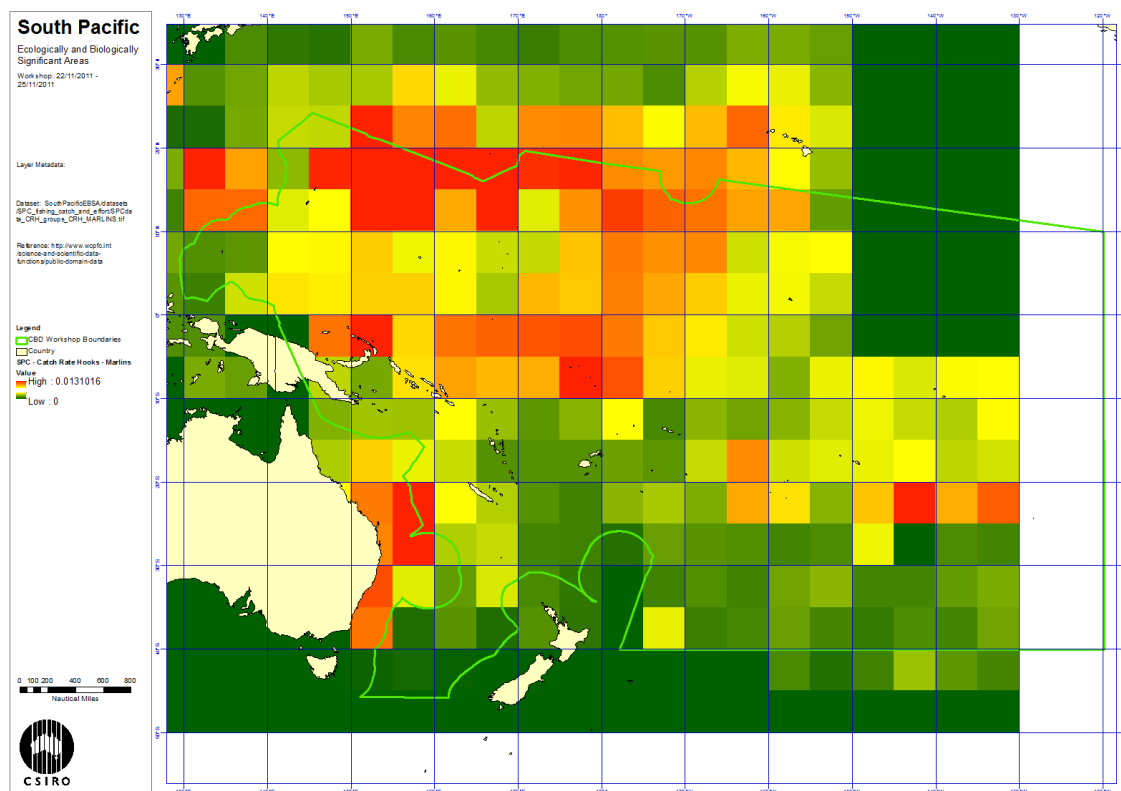 South Pacific
Ecologically and Biologically
Significant Areas
Workshop: 22/11/2011 -
26/11/2011
Layer Metadata:
Dataset: SouthPacificEBSA/datasets
/SPC_fishing_catch_and_effort/SPCda
ta_CRH_groups_CRH_MARLINS.tif
Reference: http://www.wcpfc.int
/science-and-scientific-data-
functions/public-domain-data
Legend
CBD Workshop Boundaries
Country
SPC - Catch Rate Hooks - Marlins
Value
High : 0.0131016
Low : 0
0 100 200 400 600 800
Nautical Miles
CSIRO
130°E 140°E 150°E 160°E 170°E 180° 170°W 160°W 150°W 140°W 130°W 120°W